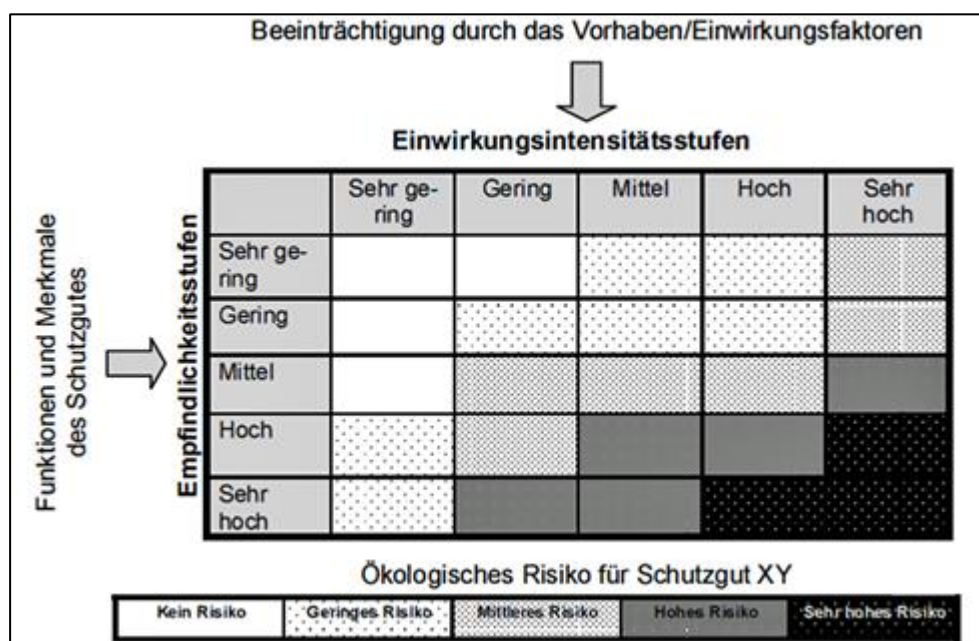 Beeinträchtigung durch das Vorhaben/Einwirkungsfaktoren
Einwirkungsintensitätsstufen
Funktionen und Merkmale
des Schutzgutes
Empfindlichkeitsstufen
Sehr ge-
ring
Gering
Mittel
Hoch
Sehr
hoch
Sehr ge-
ring
Gering
Mittel
Hoch
Sehr
hoch
Ökologisches Risiko für Schutzgut XY
Kein Risiko
Geringes Risiko
Mittleres Risiko
Hohes Risiko
Sehr hohes Risiko